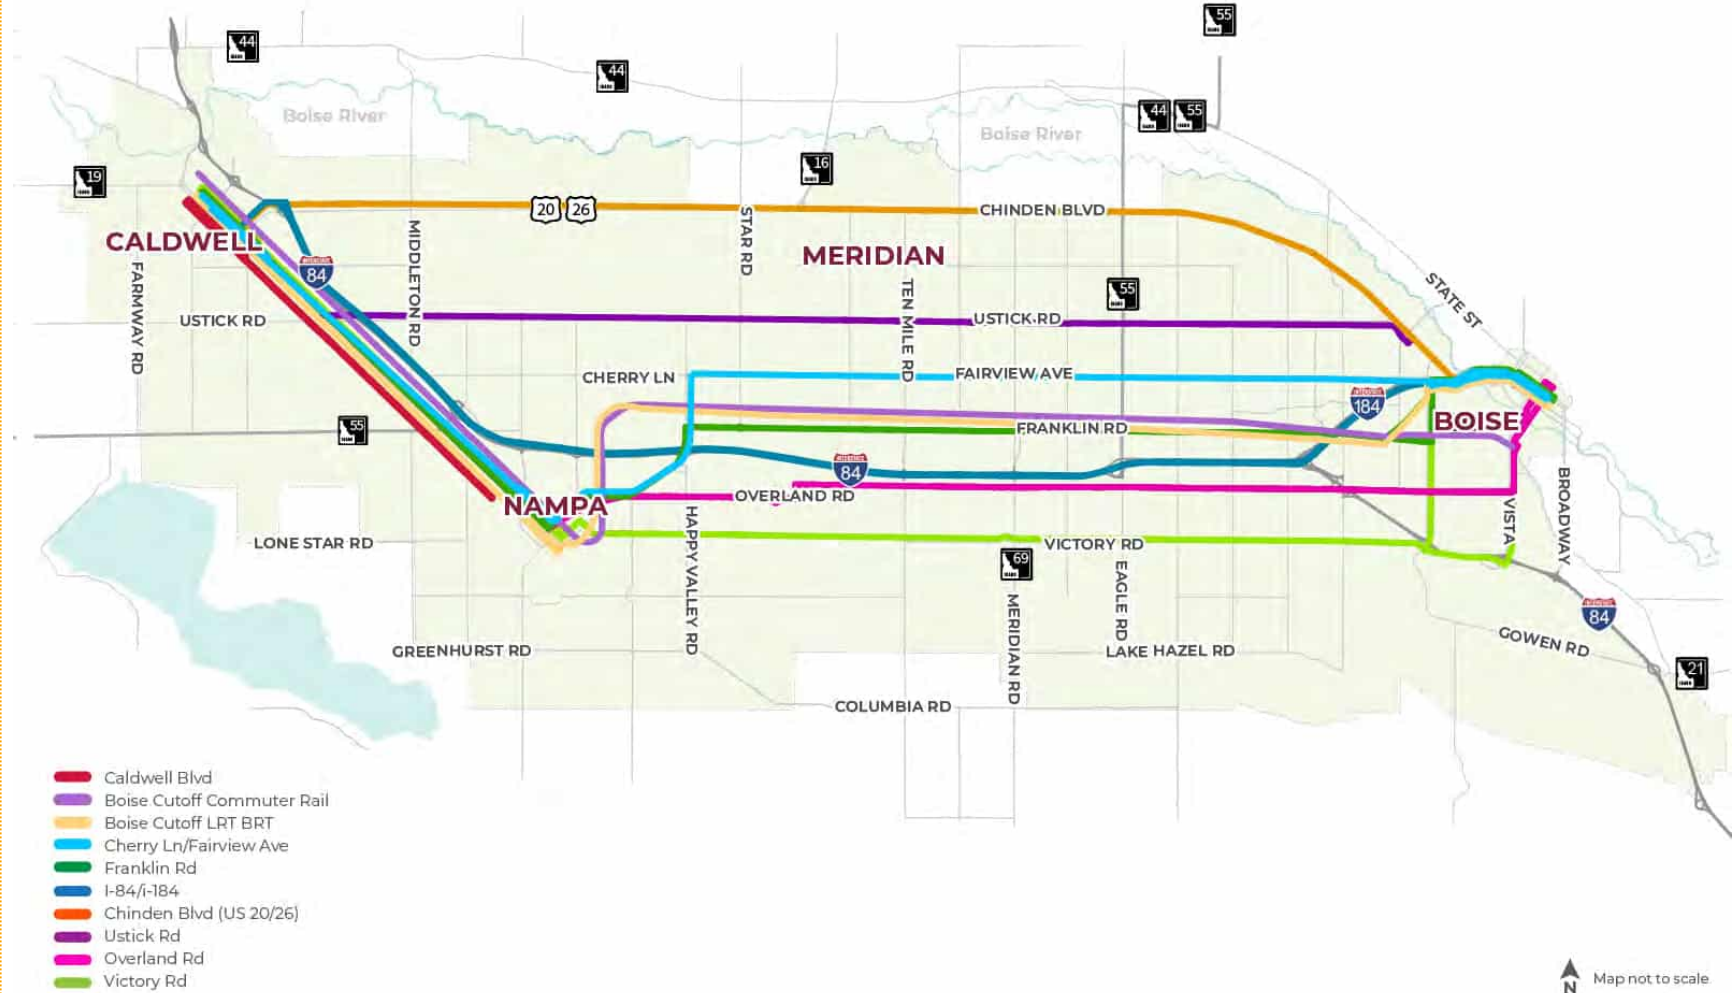 55
44
44
44
55
Boise River
Boise River
16
19
20
26
CHINDEN BLVD
STAR RD
MIDDLETON RD
CALDWELL
MERIDIAN
FARMWAY RD
84
TEN MILE RD
55
STATE ST
USTICK RD
USTICK RD
CHERRY LN
FAIRVIEW AVE
184
BOISE
55
FRANKLIN RD
84
OVERLAND RD
NAMPA
BROADWAY
VISTA
HAPPY VALLEY RD
LONE STAR RD
VICTORY RD
69
EAGLE RD
MERIDIAN RD
84
GOWEN RD
GREENHURST RD
LAKE HAZEL RD
21
COLUMBIA RD
Caldwell Blvd
Boise Cutoff Commuter Rail
Boise Cutoff LRT BRT
Cherry Ln/Fairview Ave
Franklin Rd
I-84/i-184
Chinden Blvd (US 20/26)
Ustick Rd
Overland Rd
Victory Rd
Map not to scale
N